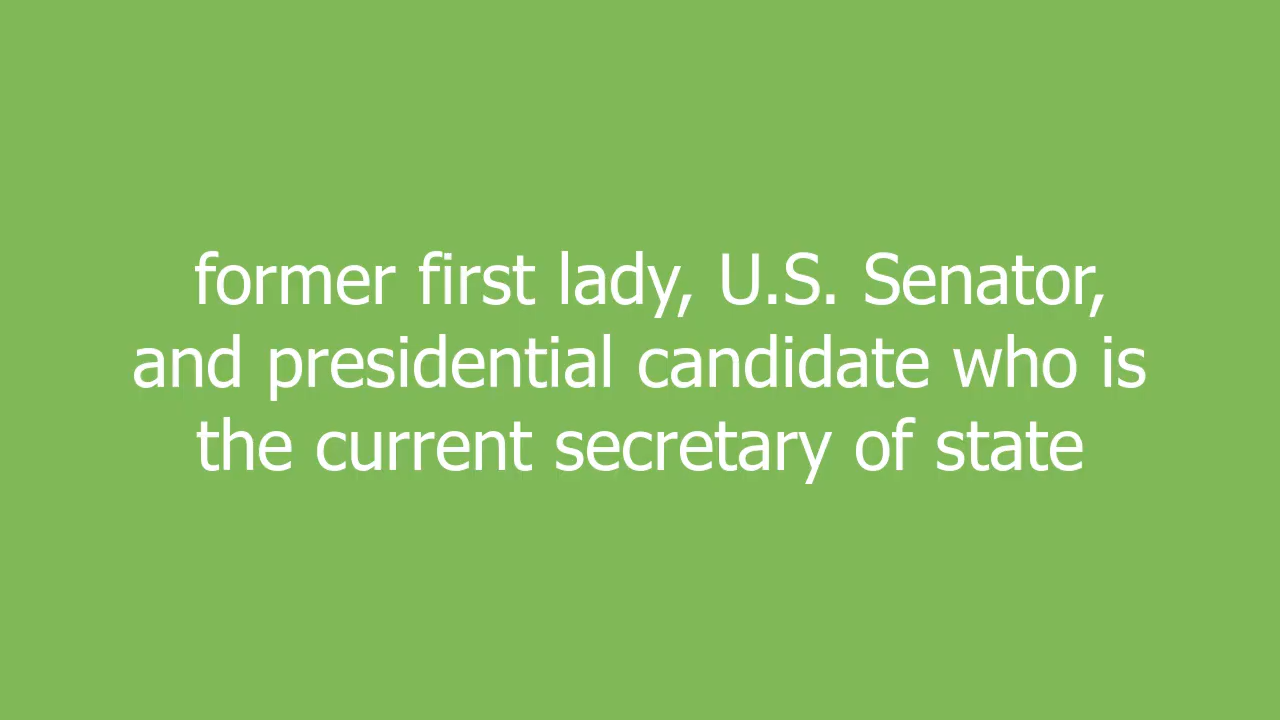 former first lady, U.S. Senator,
and presidential candidate who is
the current secretary of state